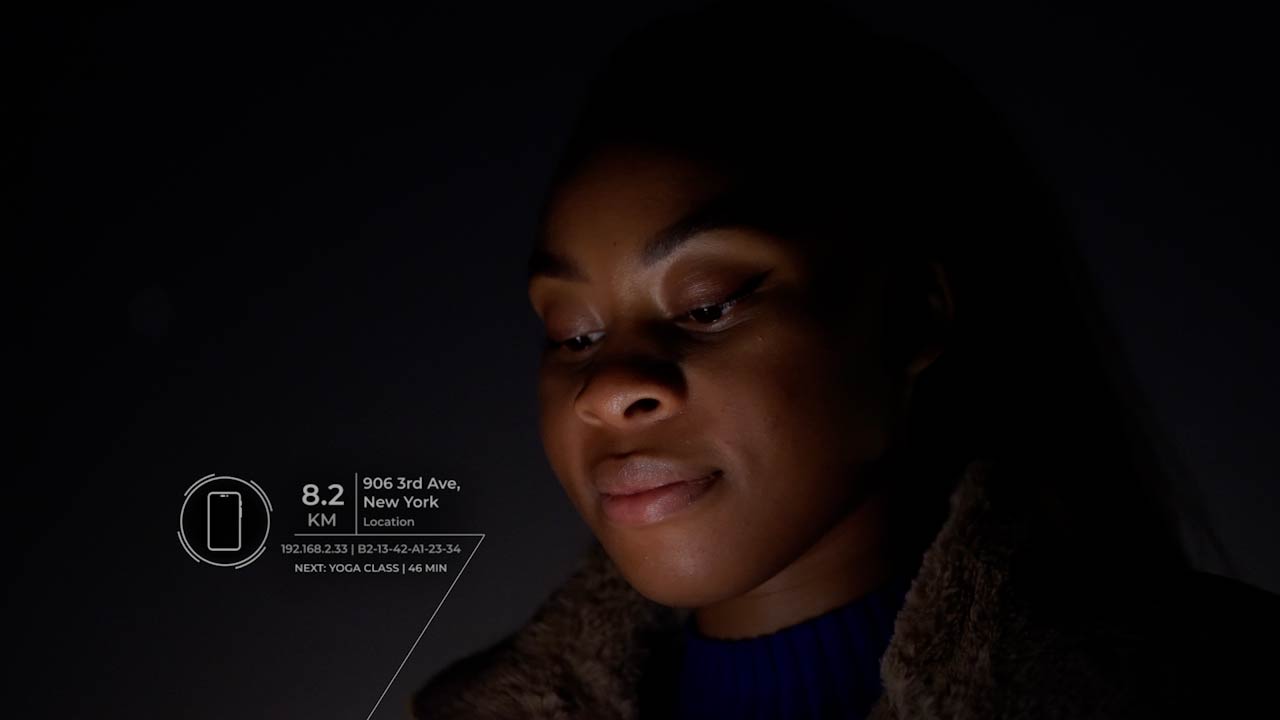 8.2
KM
906 3rd Ave,
New York
Location
192.168.2.33 | B2-13-42-A1-23-34
NEXT: YOGA CLASS | 46 MIN